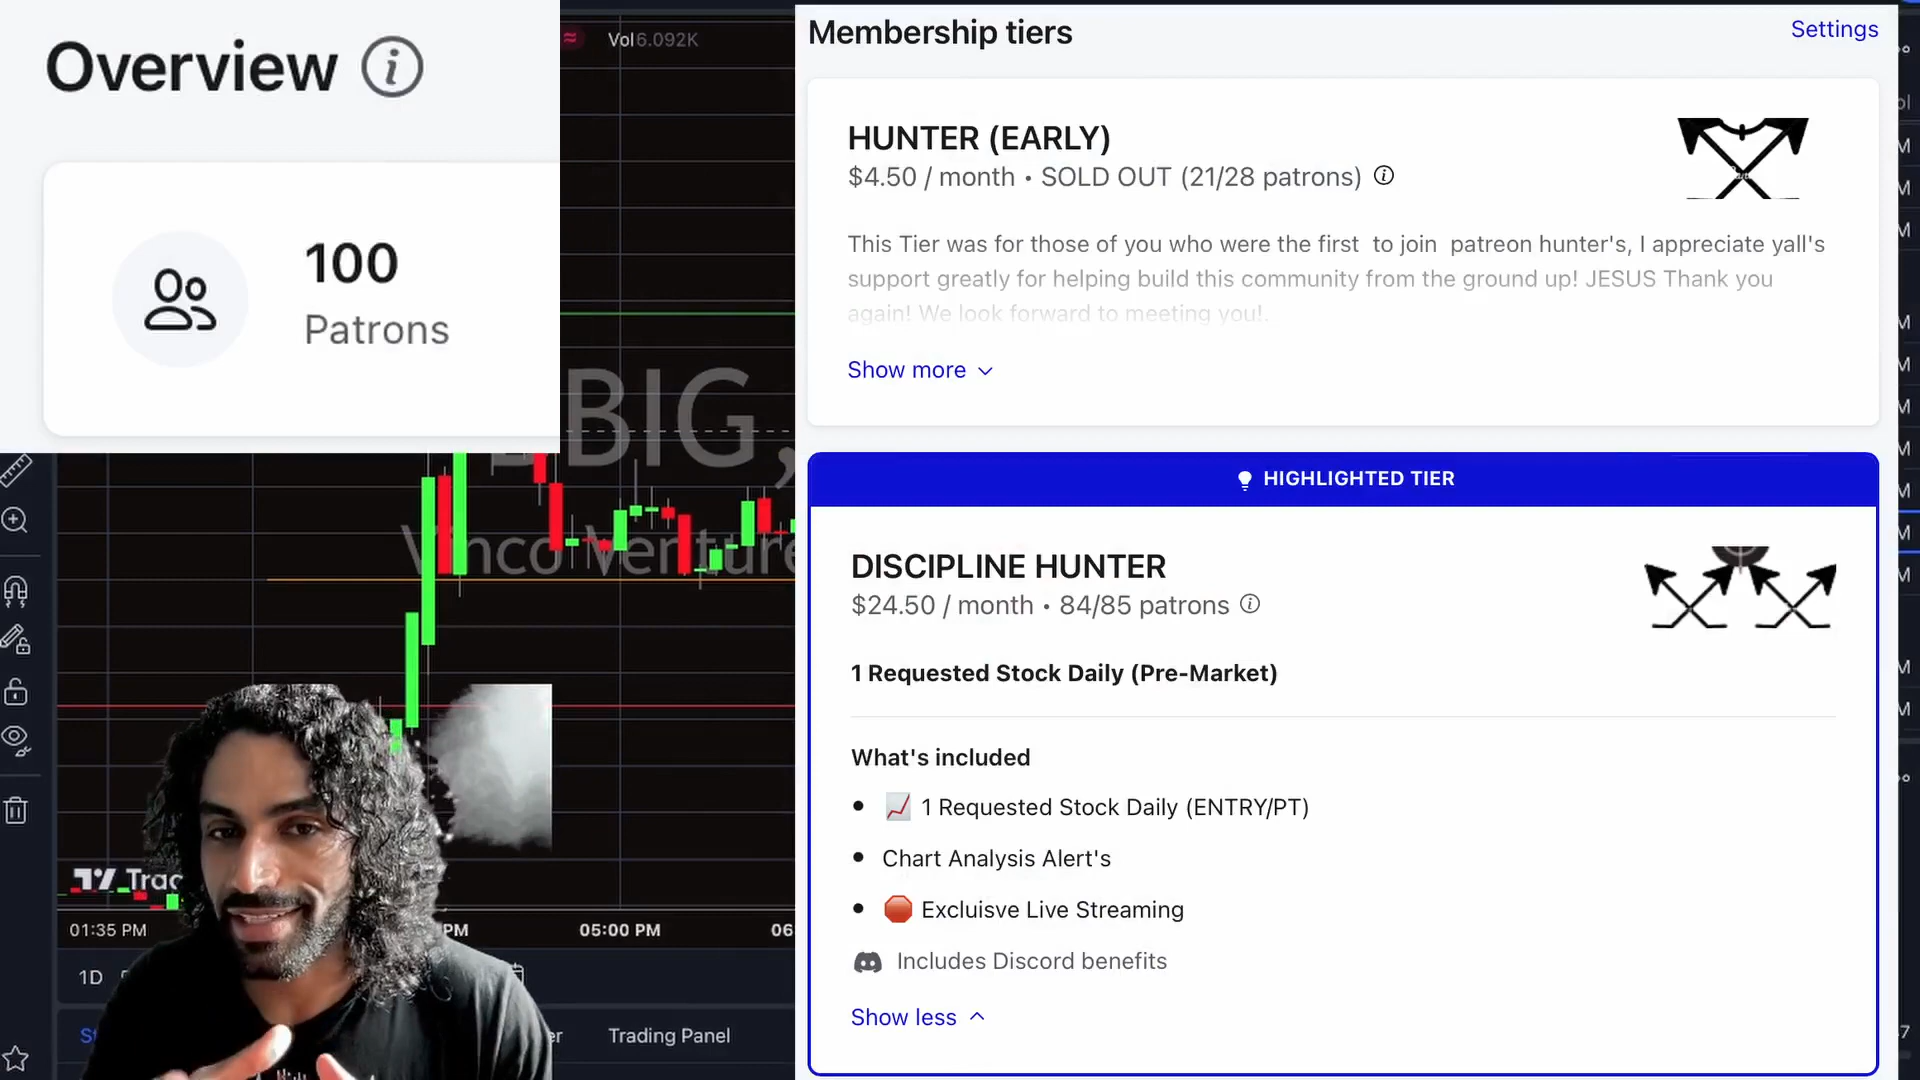 Overview
100
Patrons
Vol 6.092K
BIG,
Vinco Venture
Trac
01:35 PM
PM
05:00 PM
06
1D
Trading Panel
Membership tiers
Settings
HUNTER (EARLY)
$4.50 / month • SOLD OUT (21/28 patrons)
This Tier was for those of you who were the first to join patreon hunter's, I appreciate yall's
support greatly for helping build this community from the ground up! JESUS Thank you
again! We look forward to meeting you!.
Show more
HIGHLIGHTED TIER
DISCIPLINE HUNTER
$24.50 / month • 84/85 patrons
1 Requested Stock Daily (Pre-Market)
What's included
• 📈 1 Requested Stock Daily (ENTRY/PT)
• Chart Analysis Alert's
• 🛑 Excluisve Live Streaming
Includes Discord benefits
Show less